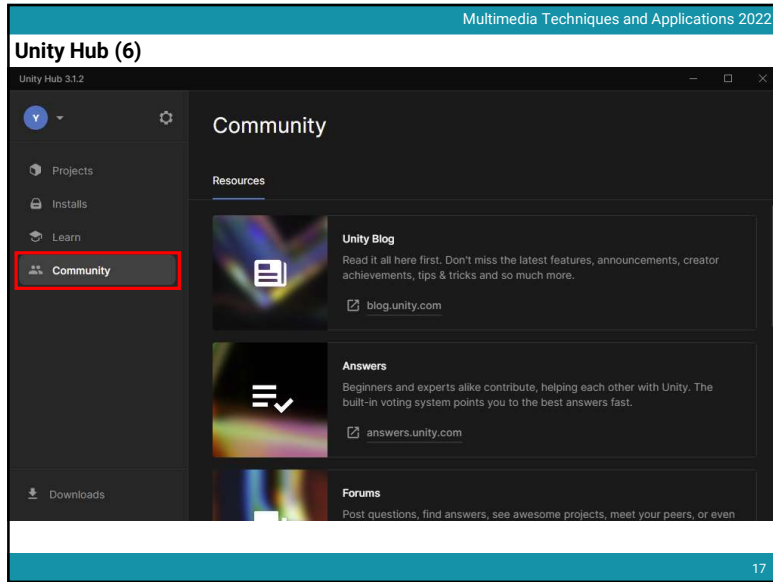 Multimedia Techniques and Applications 2022
Unity Hub (6)
Unity Hub 3.1.2
Y
Community
Projects
Resources
Installs
Learn
Unity Blog
Read it all here first. Don't miss the latest features, announcements, creator
achievements, tips & tricks and so much more.
Community
blog.unity.com
Answers
Beginners and experts alike contribute, helping each other with Unity. The
built-in voting system points you to the best answers fast.
answers.unity.com
Downloads
Forums
Post questions, find answers, see awesome projects, meet your peers, or even
17